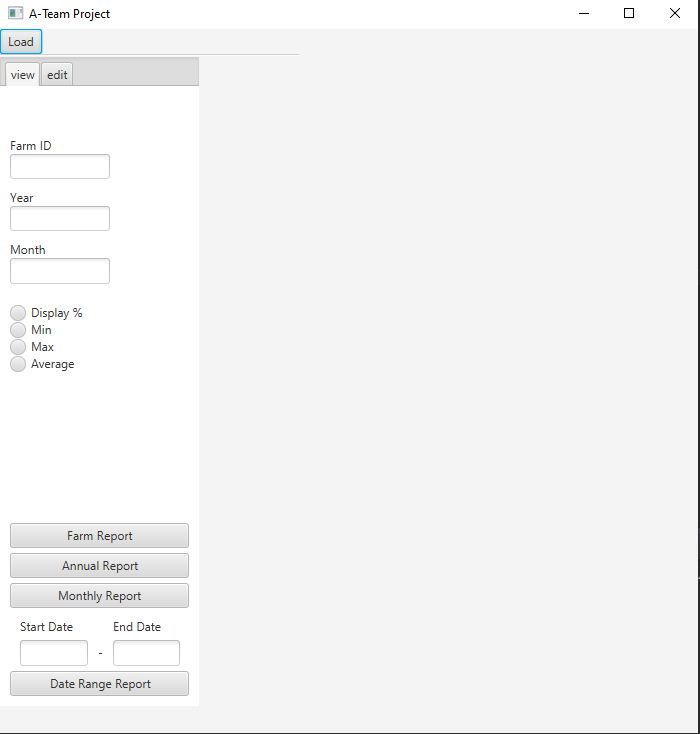 A-Team Project
Load
view edit
Farm ID
Year
Month
Display %
Min
Max
Average
Farm Report
Annual Report
Monthly Report
Start Date End Date
-
Date Range Report